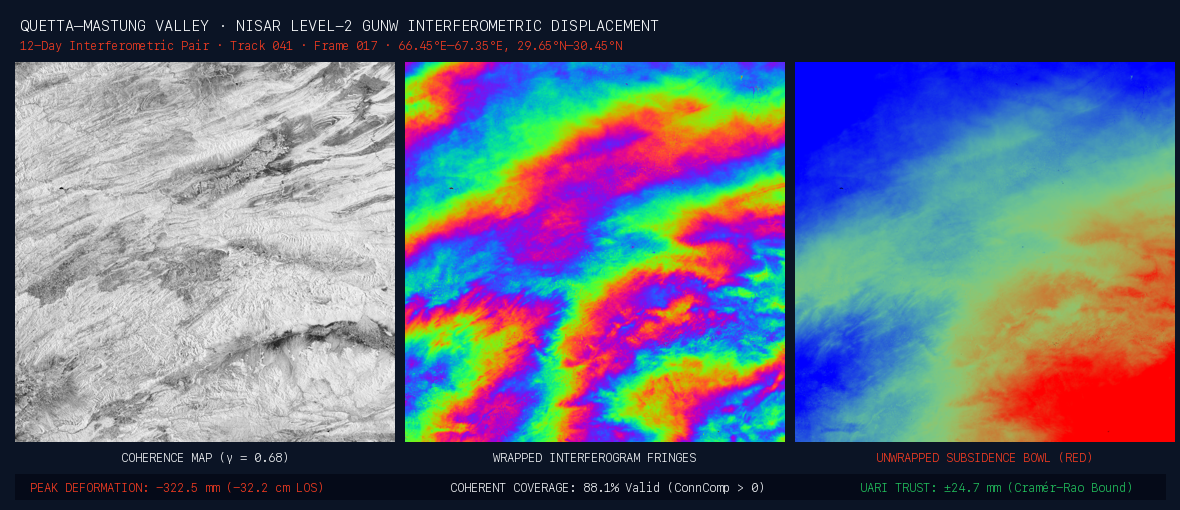 QUETTA—MASTUNG VALLEY · NISAR LEVEL—2 GUNW INTERFEROMETRIC DISPLACEMENT
12—Day Interferometric Pair · Track 041 · Frame 017 · 66.45°E—67.35°E, 29.65°N—30.45°N
COHERENCE MAP (γ = 0.68)
WRAPPED INTERFEROGRAM FRINGES
UNWRAPPED SUBSIDENCE BOWL (RED)
PEAK DEFORMATION: −322.5 mm (−32.2 cm LOS)
COHERENT COVERAGE: 88.1% Valid (ConnComp > 0)
UARI TRUST: ±24.7 mm (Cramér—Rao Bound)